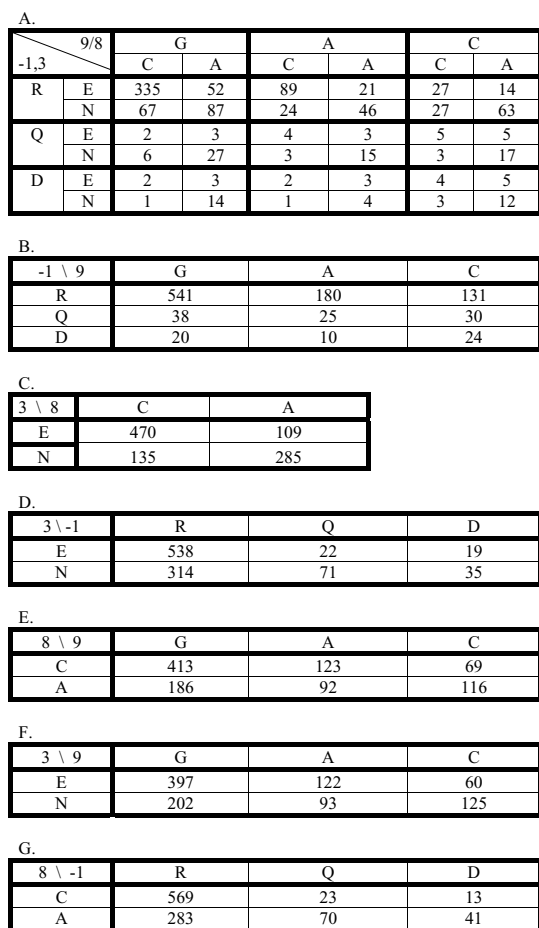 A.
9/8 G A C
-1,3 C A C A C A
R E 335 52 89 21 27 14
N 67 87 24 46 27 63
Q E 2 3 4 3 5 5
N 6 27 3 15 3 17
D E 2 3 2 3 4 5
N 1 14 1 4 3 12
B.
-1 \ 9 G A C
R 541 180 131
Q 38 25 30
D 20 10 24
C.
3 \ 8 C A
E 470 109
N 135 285
D.
3 \ -1 R Q D
E 538 22 19
N 314 71 35
E.
8 \ 9 G A C
C 413 123 69
A 186 92 116
F.
3 \ 9 G A C
E 397 122 60
N 202 93 125
G.
8 \ -1 R Q D
C 569 23 13
A 283 70 41